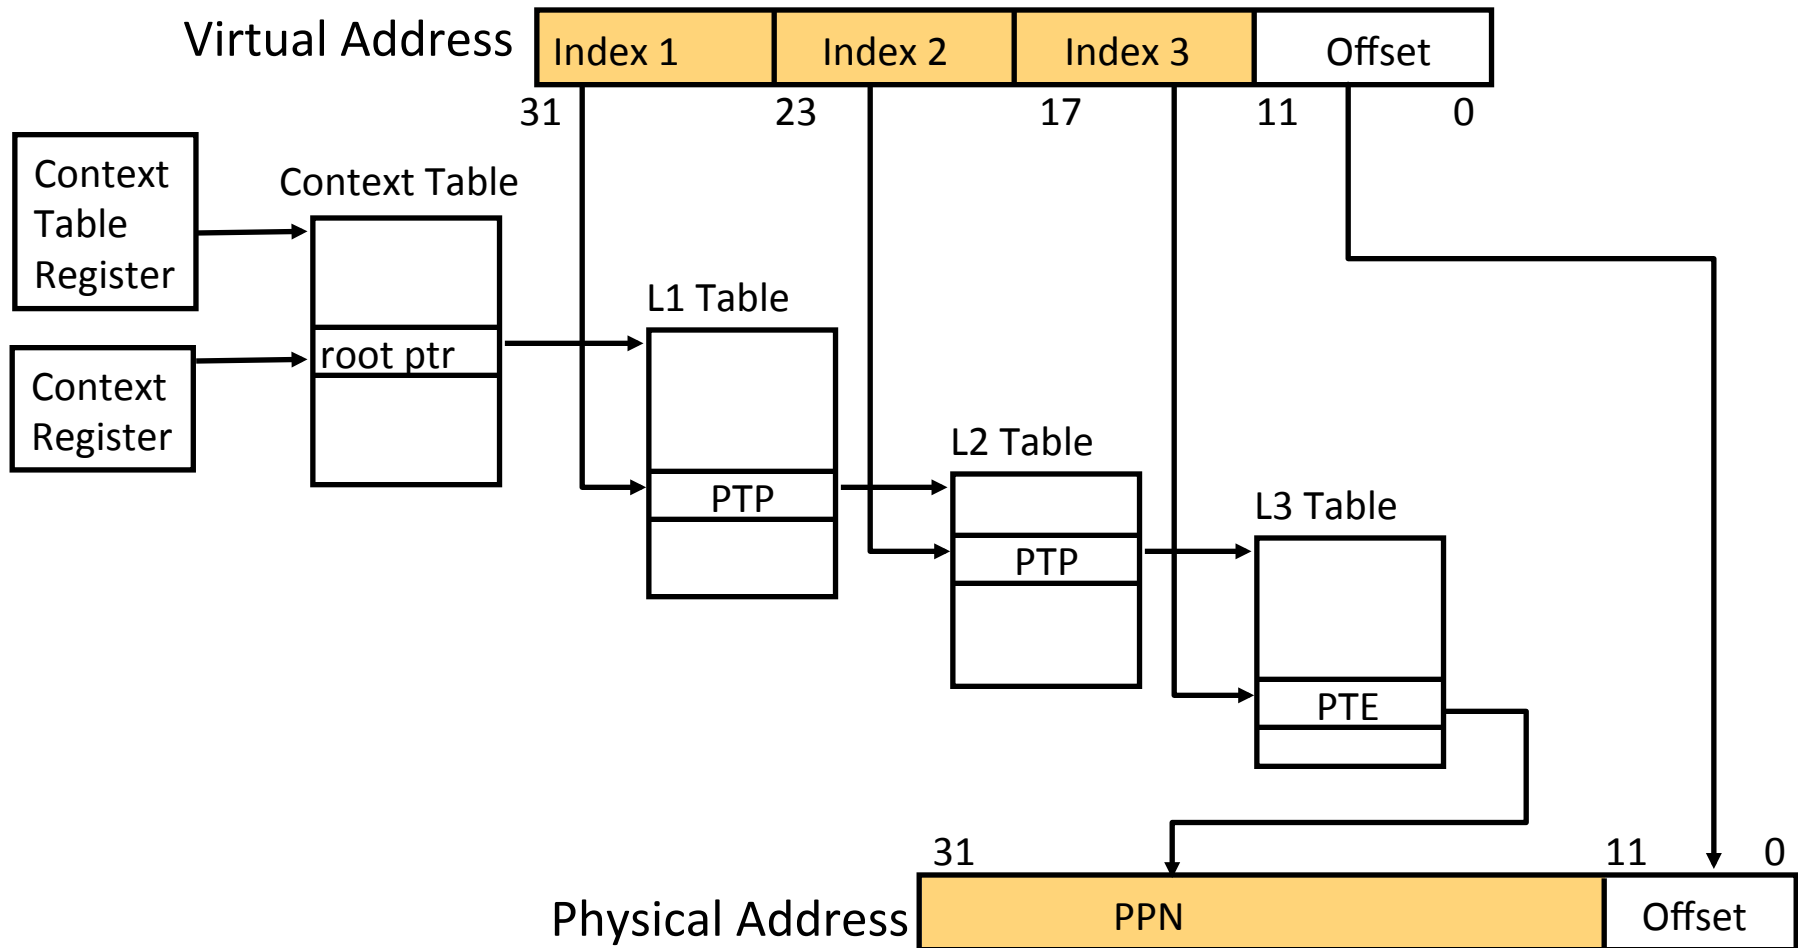 Virtual Address
Index 1
Index 2
Index 3
Offset
31
23
17
11
0
Context
Table
Register
Context Table
root ptr
Context
Register
L1 Table
PTP
L2 Table
PTP
L3 Table
PTE
31
11
0
Physical Address
PPN
Offset